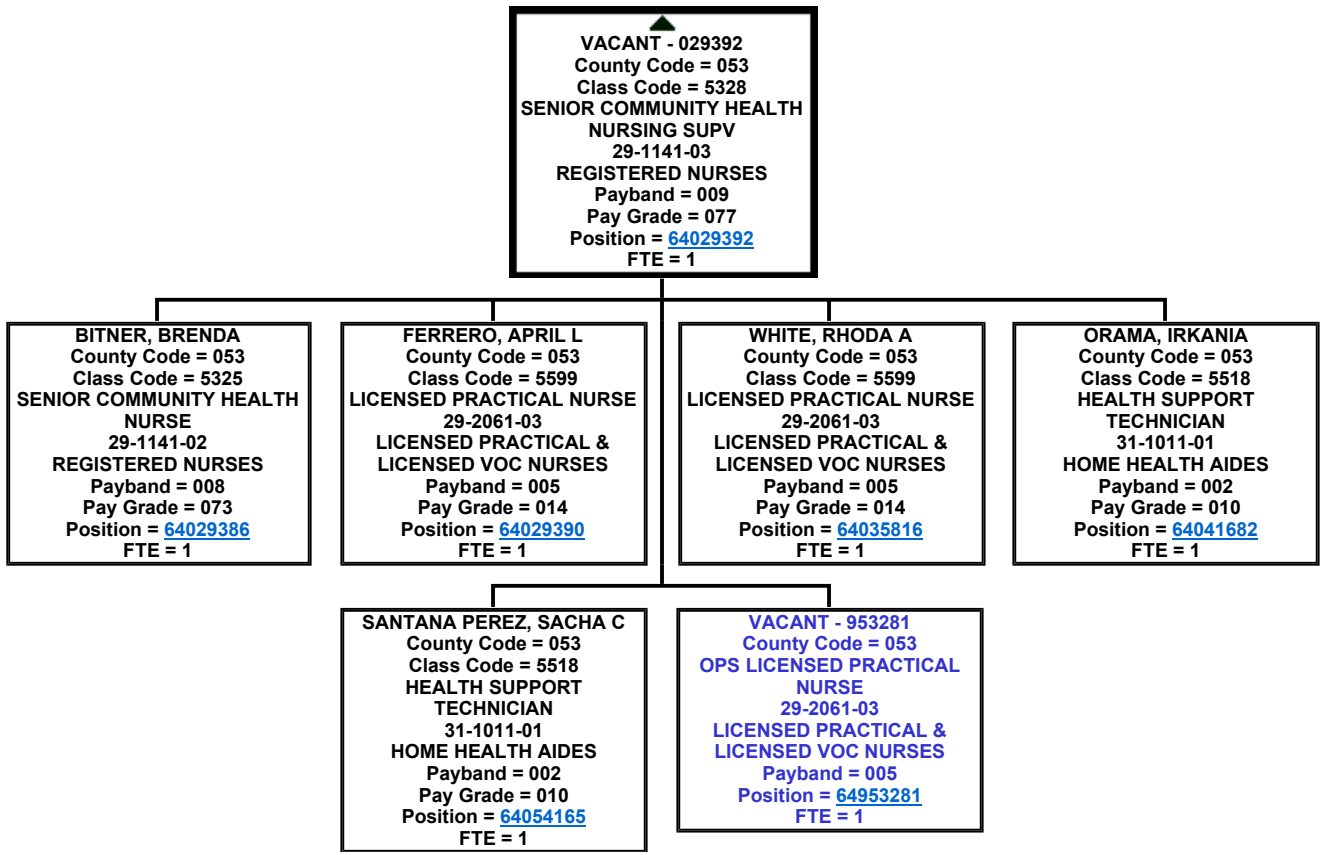 VACANT - 029392
County Code = 053
Class Code = 5328
SENIOR COMMUNITY HEALTH
NURSING SUPV
29-1141-03
REGISTERED NURSES
Payband = 009
Pay Grade = 077
Position = 64029392
FTE = 1
BITNER, BRENDA
County Code = 053
Class Code = 5325
SENIOR COMMUNITY HEALTH
NURSE
29-1141-02
REGISTERED NURSES
Payband = 008
Pay Grade = 073
Position = 64029386
FTE = 1
FERRERO, APRIL L
County Code = 053
Class Code = 5599
LICENSED PRACTICAL NURSE
29-2061-03
LICENSED PRACTICAL &
LICENSED VOC NURSES
Payband = 005
Pay Grade = 014
Position = 64029390
FTE = 1
WHITE, RHODA A
County Code = 053
Class Code = 5599
LICENSED PRACTICAL NURSE
29-2061-03
LICENSED PRACTICAL &
LICENSED VOC NURSES
Payband = 005
Pay Grade = 014
Position = 64035816
FTE = 1
ORAMA, IRKANIA
County Code = 053
Class Code = 5518
HEALTH SUPPORT
TECHNICIAN
31-1011-01
HOME HEALTH AIDES
Payband = 002
Pay Grade = 010
Position = 64041682
FTE = 1
SANTANA PEREZ, SACHA C
County Code = 053
Class Code = 5518
HEALTH SUPPORT
TECHNICIAN
31-1011-01
HOME HEALTH AIDES
Payband = 002
Pay Grade = 010
Position = 64054165
FTE = 1
VACANT - 953281
County Code = 053
OPS LICENSED PRACTICAL
NURSE
29-2061-03
LICENSED PRACTICAL &
LICENSED VOC NURSES
Payband = 005
Position = 64953281
FTE = 1